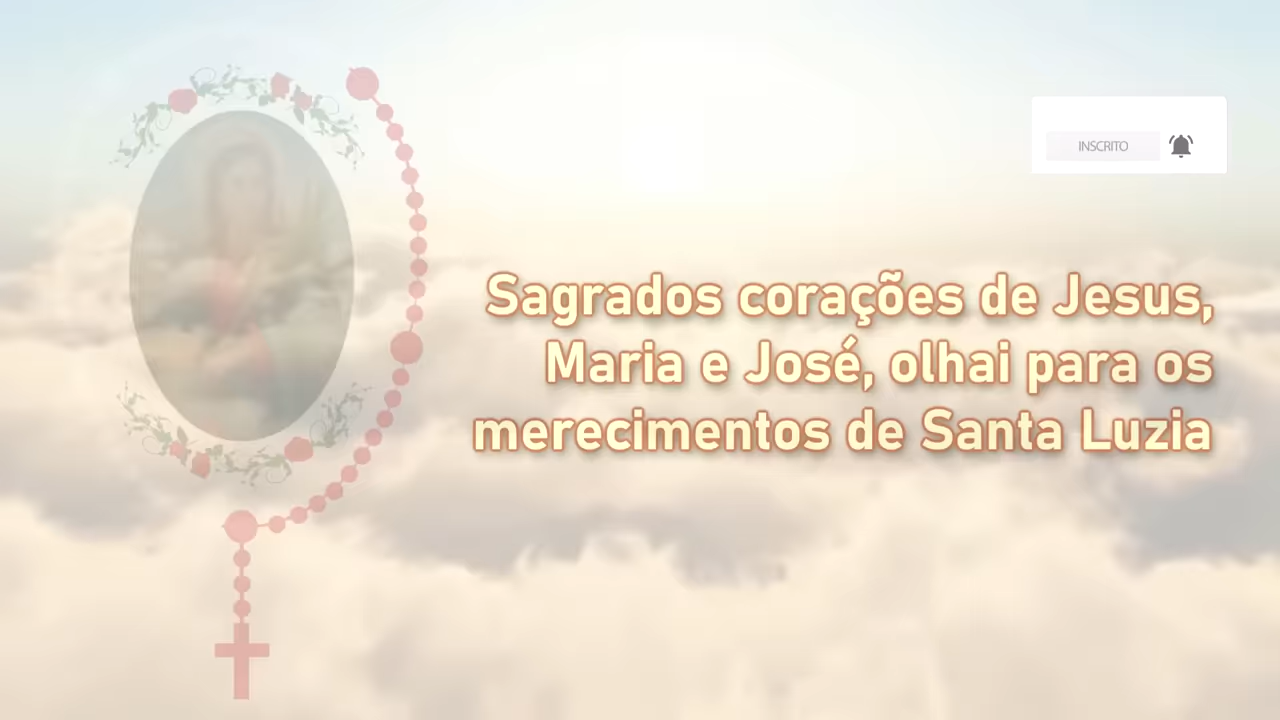 INSCRITO
Sagrados corações de Jesus,
Maria e José, olhai para os
merecimentos de Santa Luzia